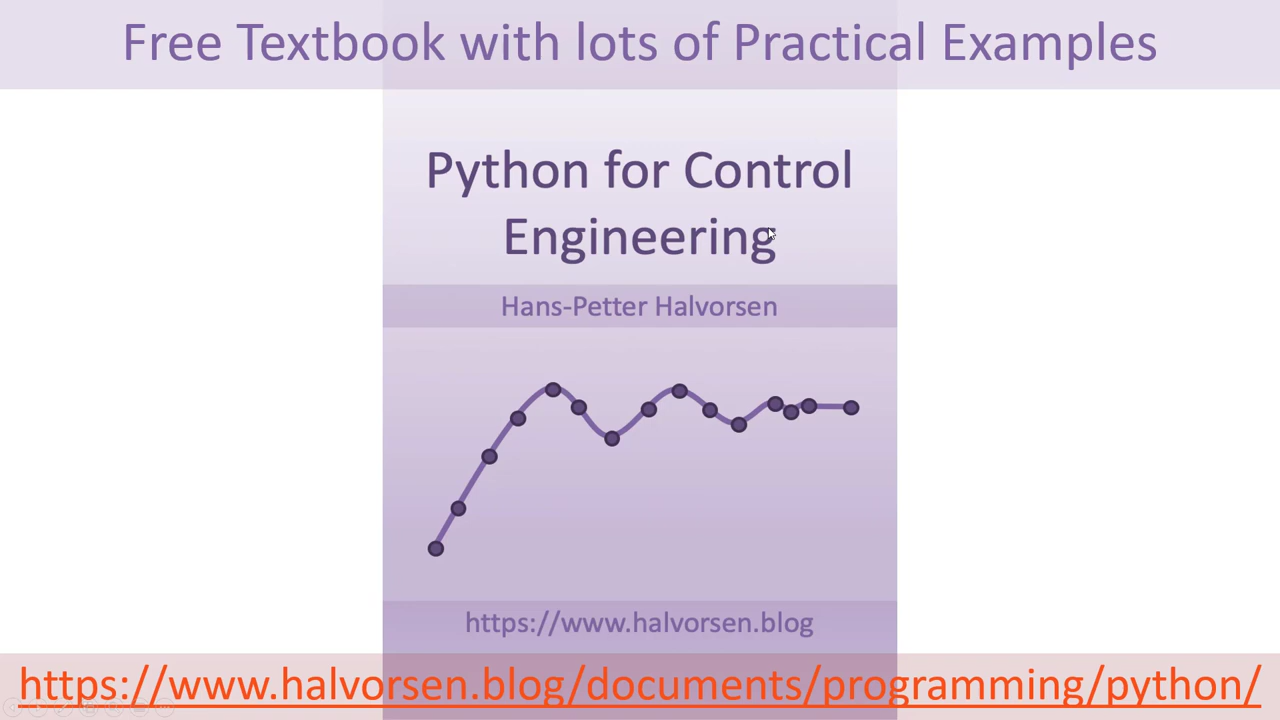 Free Textbook with lots of Practical Examples
Python for Control
Engineering
Hans-Petter Halvorsen
https://www.halvorsen.blog
https://www.halvorsen.blog/documents/programming/python/